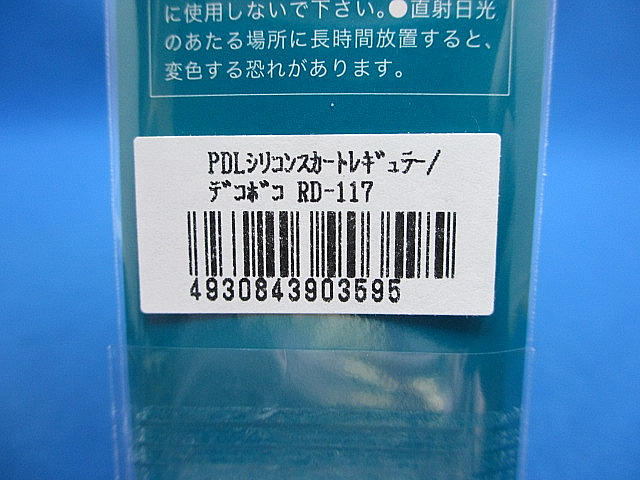 に使用しないで下さい。●直射日光
のあたる場所に長時間放置すると、
変色する恐れがあります。
PDLシリコンスカートレギュテー/
デコボコ RD-117
4930843903595